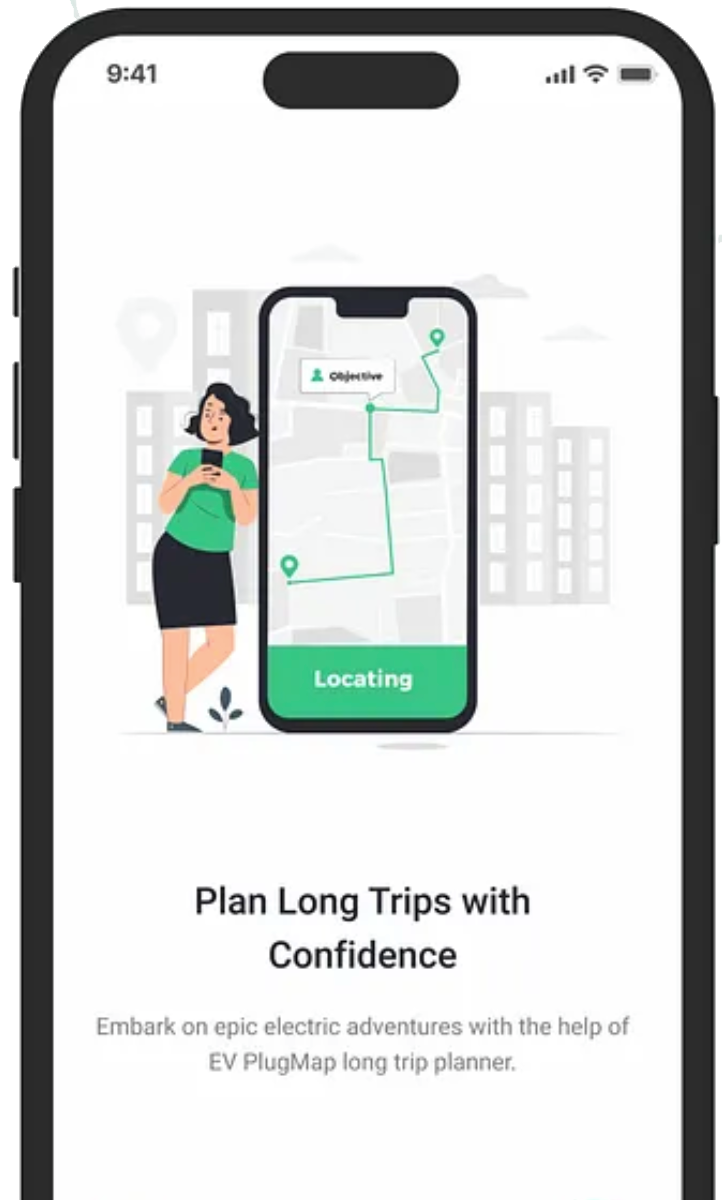 9:41
Objective
Locating
Plan Long Trips with
Confidence
Embark on epic electric adventures with the help of
EV PlugMap long trip planner.